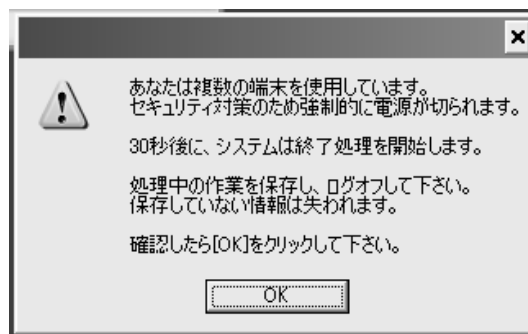 あなたは複数の端末を使用しています。
セキュリティ対策のため強制的に電源が切られます。
30秒後に、システムは終了処理を開始します。
処理中の作業を保存し、ログオフして下さい。
保存していない情報は失われます。
確認したら[OK]をクリックして下さい。
OK